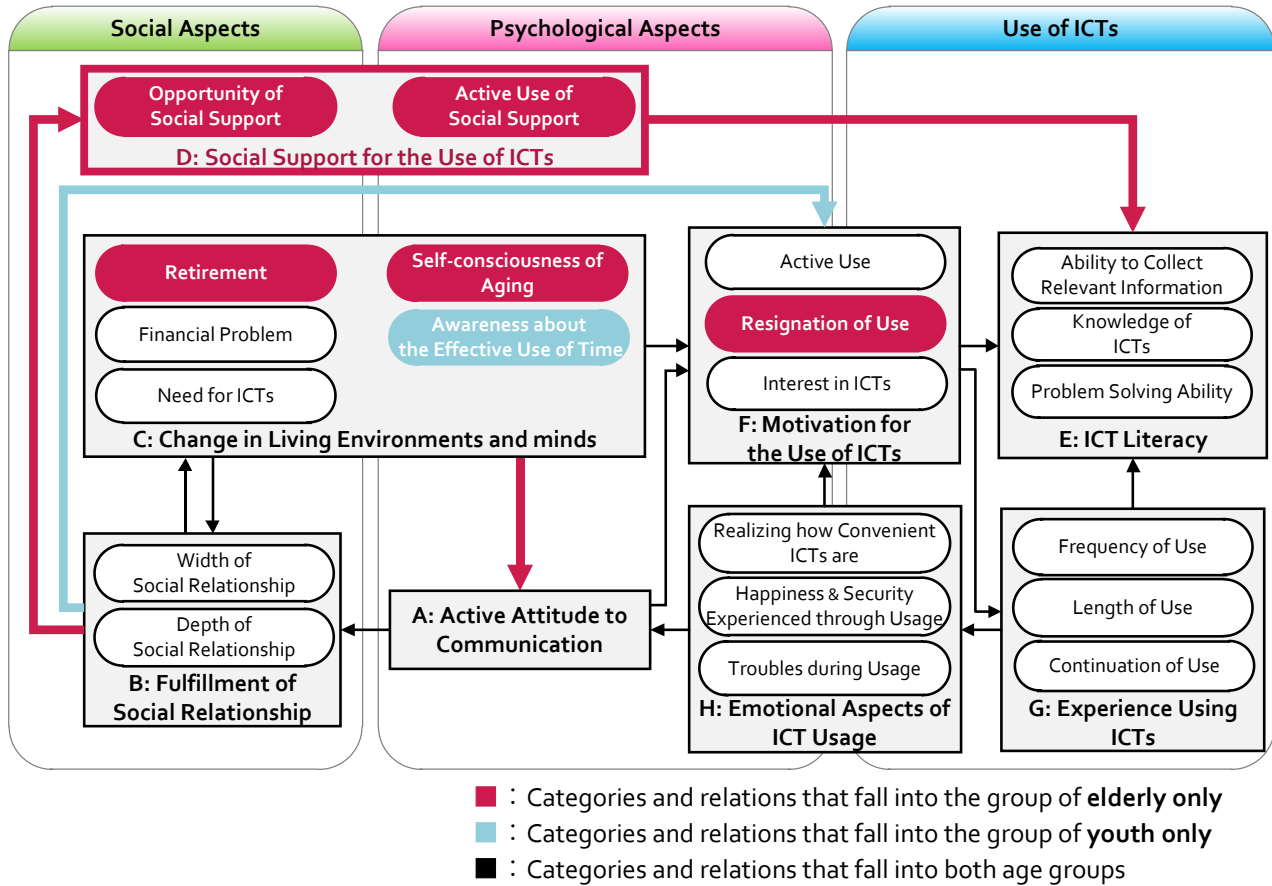 Social Aspects
Psychological Aspects
Use of ICTs
Opportunity of
Social Support
Active Use of
Social Support
D: Social Support for the Use of ICTs
Retirement
Self-consciousness of
Aging
Financial Problem
Awareness about
the Effective Use of Time
Need for ICTs
C: Change in Living Environments and minds
Active Use
Resignation of Use
Interest in ICTs
F: Motivation for
the Use of ICTs
Ability to Collect
Relevant Information
Knowledge of
ICTs
Problem Solving Ability
E: ICT Literacy
Width of
Social Relationship
Depth of
Social Relationship
B: Fulfillment of
Social Relationship
A: Active Attitude to
Communication
Realizing how Convenient
ICTs are
Happiness & Security
Experienced through Usage
Troubles during Usage
H: Emotional Aspects of
ICT Usage
Frequency of Use
Length of Use
Continuation of Use
G: Experience Using
ICTs
: Categories and relations that fall into the group of elderly only
: Categories and relations that fall into the group of youth only
: Categories and relations that fall into both age groups